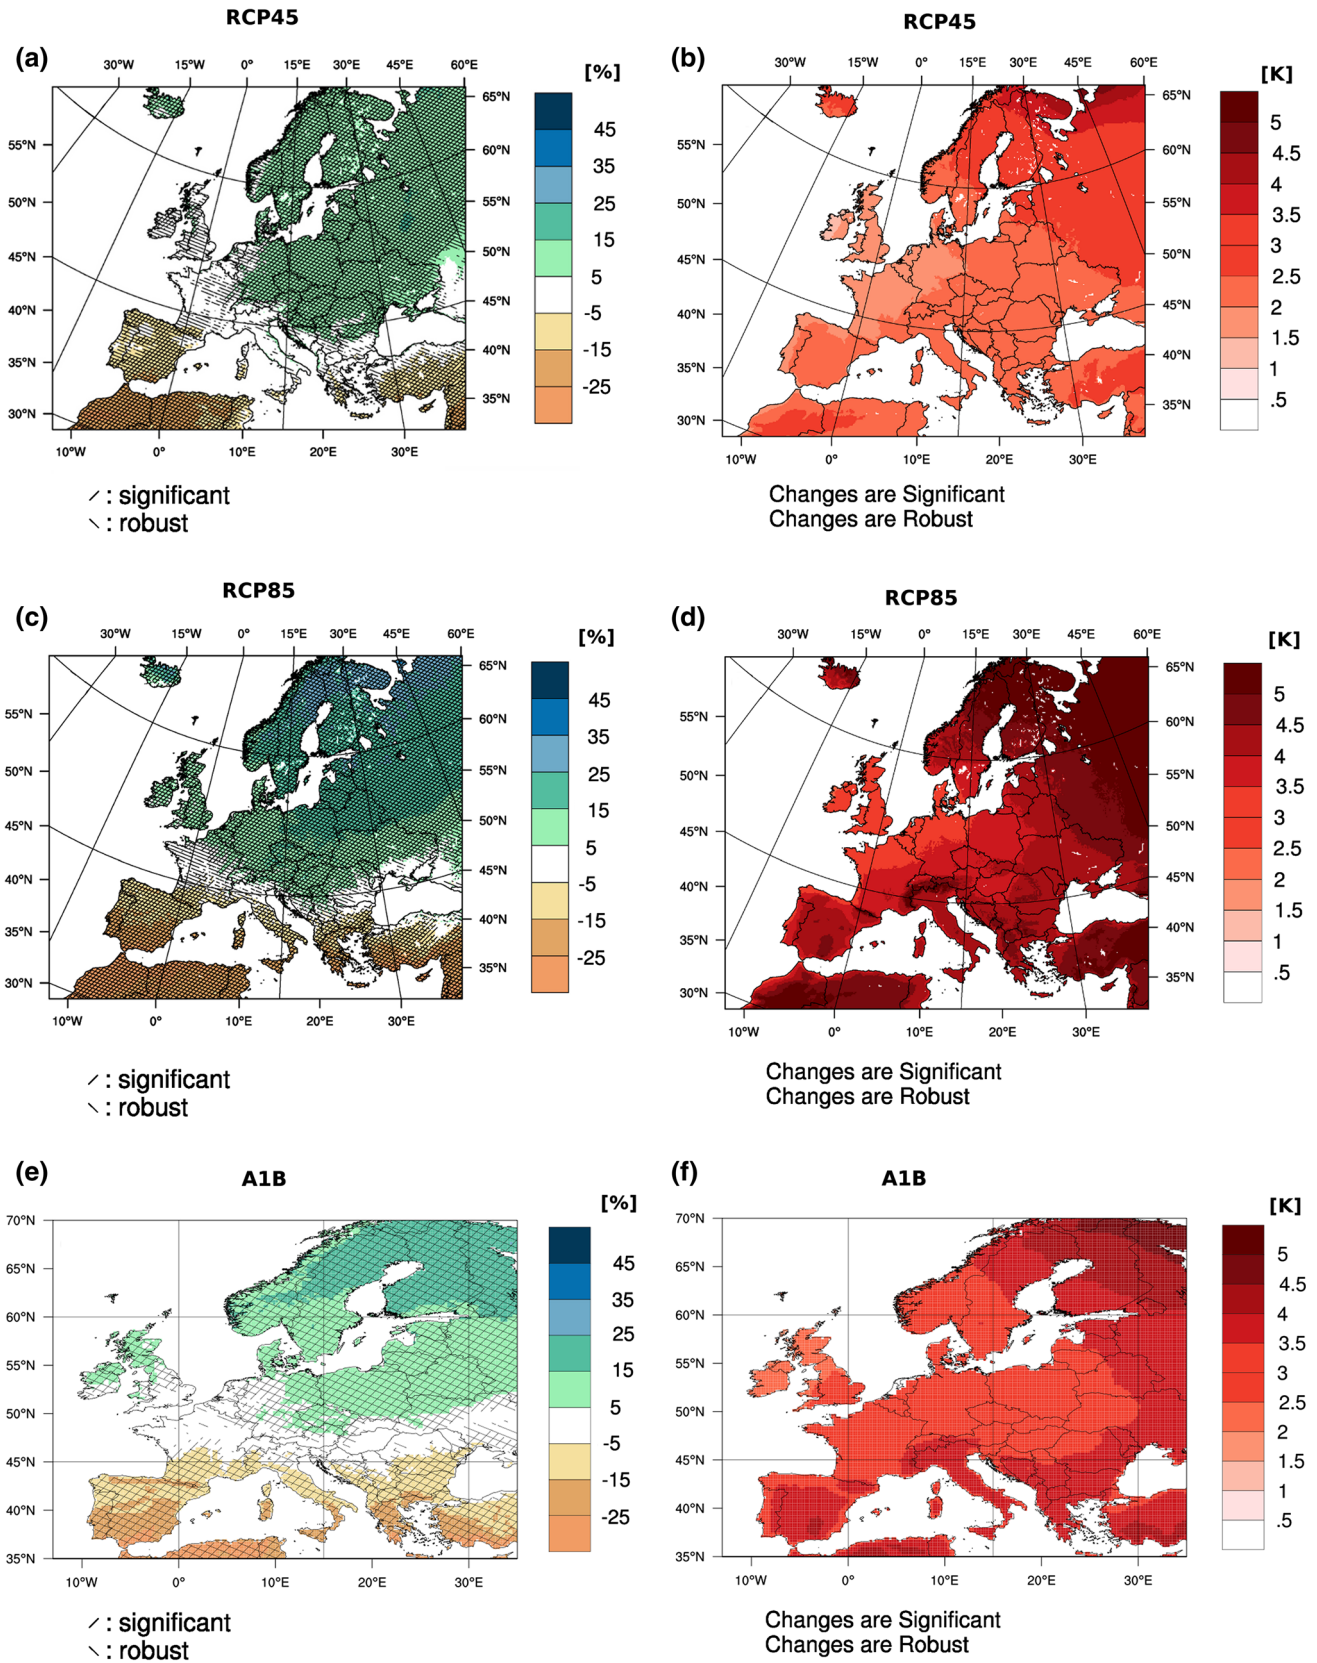 RCP45
(a)
30°W 15°W 0° 15°E 30°E 45°E 60°E
[%]
65°N
60°N
55°N
50°N
45°N
40°N
35°N
55°N
50°N
45°N
40°N
35°N
30°N
10°W 0° 10°E 20°E 30°E
45
35
25
15
5
-5
-15
-25
: significant
: robust
RCP45
(b)
30°W 15°W 0° 15°E 30°E 45°E 60°E
[K]
65°N
60°N
55°N
50°N
45°N
40°N
35°N
55°N
50°N
45°N
40°N
35°N
30°N
10°W 0° 10°E 20°E 30°E
5
4.5
4
3.5
3
2.5
2
1.5
1
.5
Changes are Significant
Changes are Robust
RCP85
(c)
30°W 15°W 0° 15°E 30°E 45°E 60°E
[%]
65°N
60°N
55°N
50°N
45°N
40°N
35°N
55°N
50°N
45°N
40°N
35°N
30°N
10°W 0° 10°E 20°E 30°E
45
35
25
15
5
-5
-15
-25
: significant
: robust
RCP85
(d)
30°W 15°W 0° 15°E 30°E 45°E 60°E
[K]
65°N
60°N
55°N
50°N
45°N
40°N
35°N
55°N
50°N
45°N
40°N
35°N
30°N
10°W 0° 10°E 20°E 30°E
5
4.5
4
3.5
3
2.5
2
1.5
1
.5
Changes are Significant
Changes are Robust
A1B
(e)
[%]
70°N
65°N
60°N
55°N
50°N
45°N
40°N
35°N
10°W 0° 10°E 20°E 30°E
45
35
25
15
5
-5
-15
-25
: significant
: robust
A1B
(f)
[K]
70°N
65°N
60°N
55°N
50°N
45°N
40°N
35°N
10°W 0° 10°E 20°E 30°E
5
4.5
4
3.5
3
2.5
2
1.5
1
.5
Changes are Significant
Changes are Robust